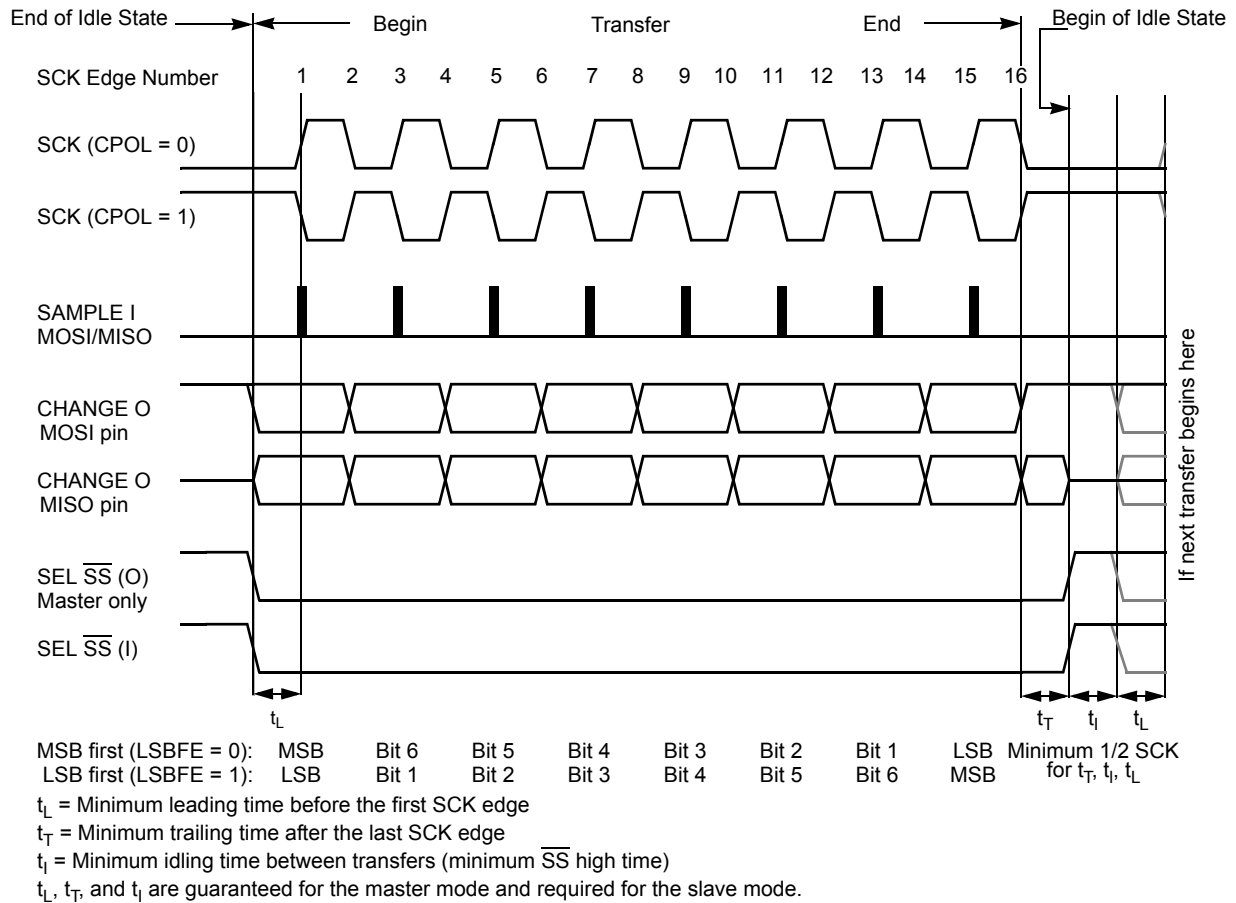 End of Idle State
Begin
Transfer
End
Begin of Idle State
SCK Edge Number
1 2 3 4 5 6 7 8 9 10 11 12 13 14 15 16
SCK (CPOL = 0)
SCK (CPOL = 1)
SAMPLE I
MOSI/MISO
CHANGE O
MOSI pin
CHANGE O
MISO pin
SEL S̅S̅ (O)
Master only
SEL S̅S̅ (I)
If next transfer begins here
tL
tT
tI
tL
MSB first (LSBFE = 0): MSB Bit 6 Bit 5 Bit 4 Bit 3 Bit 2 Bit 1 LSB
LSB first (LSBFE = 1): LSB Bit 1 Bit 2 Bit 3 Bit 4 Bit 5 Bit 6 MSB
Minimum 1/2 SCK
for tT, tI, tL
tL = Minimum leading time before the first SCK edge
tT = Minimum trailing time after the last SCK edge
tI = Minimum idling time between transfers (minimum S̅S̅ high time)
tL, tT, and tI are guaranteed for the master mode and required for the slave mode.